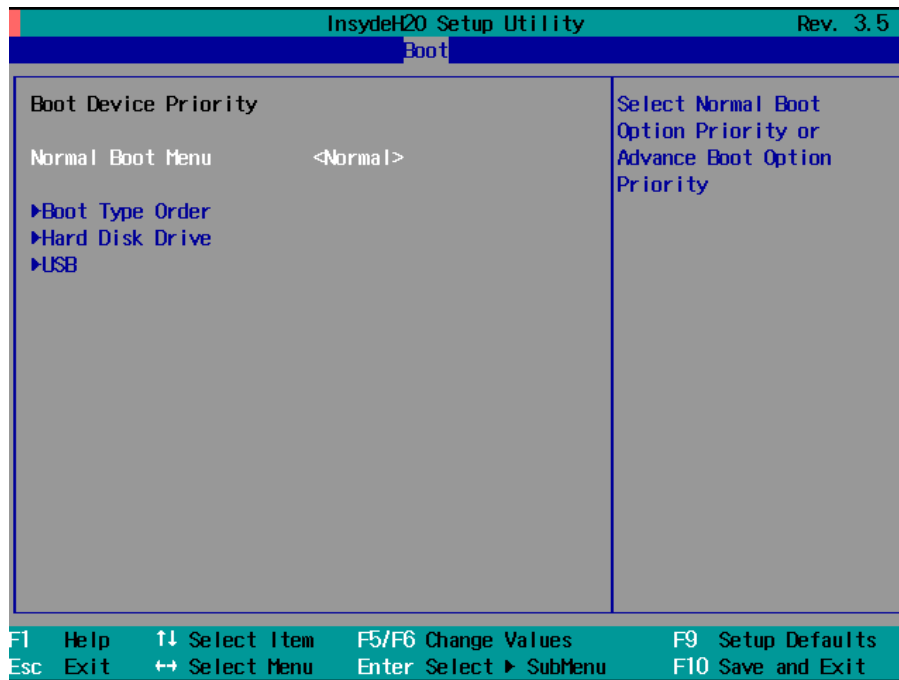 InsydeH2O Setup Utility Rev. 3.5
Boot
Boot Device Priority
Normal Boot Menu <Normal>
▶Boot Type Order
▶Hard Disk Drive
▶USB
Select Normal Boot
Option Priority or
Advance Boot Option
Priority
F1 Help ↑↓ Select Item F5/F6 Change Values F9 Setup Defaults
Esc Exit ↔ Select Menu Enter Select ▶ SubMenu F10 Save and Exit